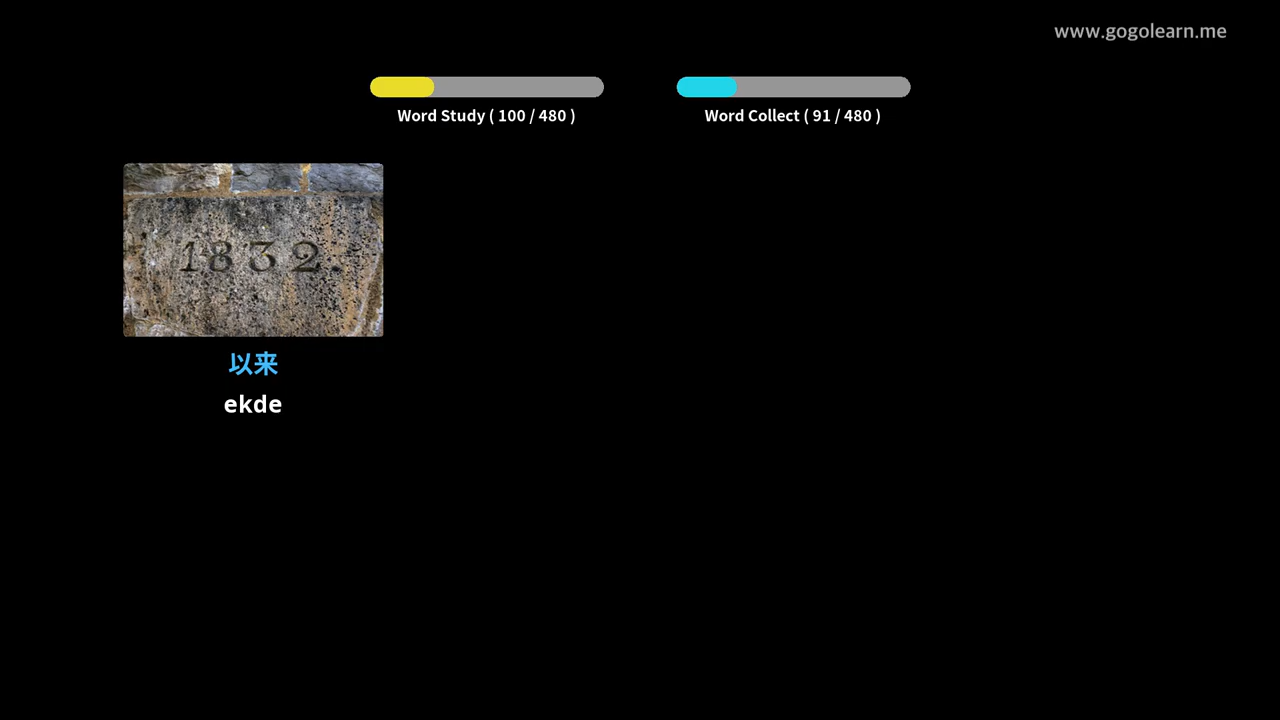 www.gogolearn.me
Word Study ( 100 / 480 )
Word Collect ( 91 / 480 )
1832
以来
ekde